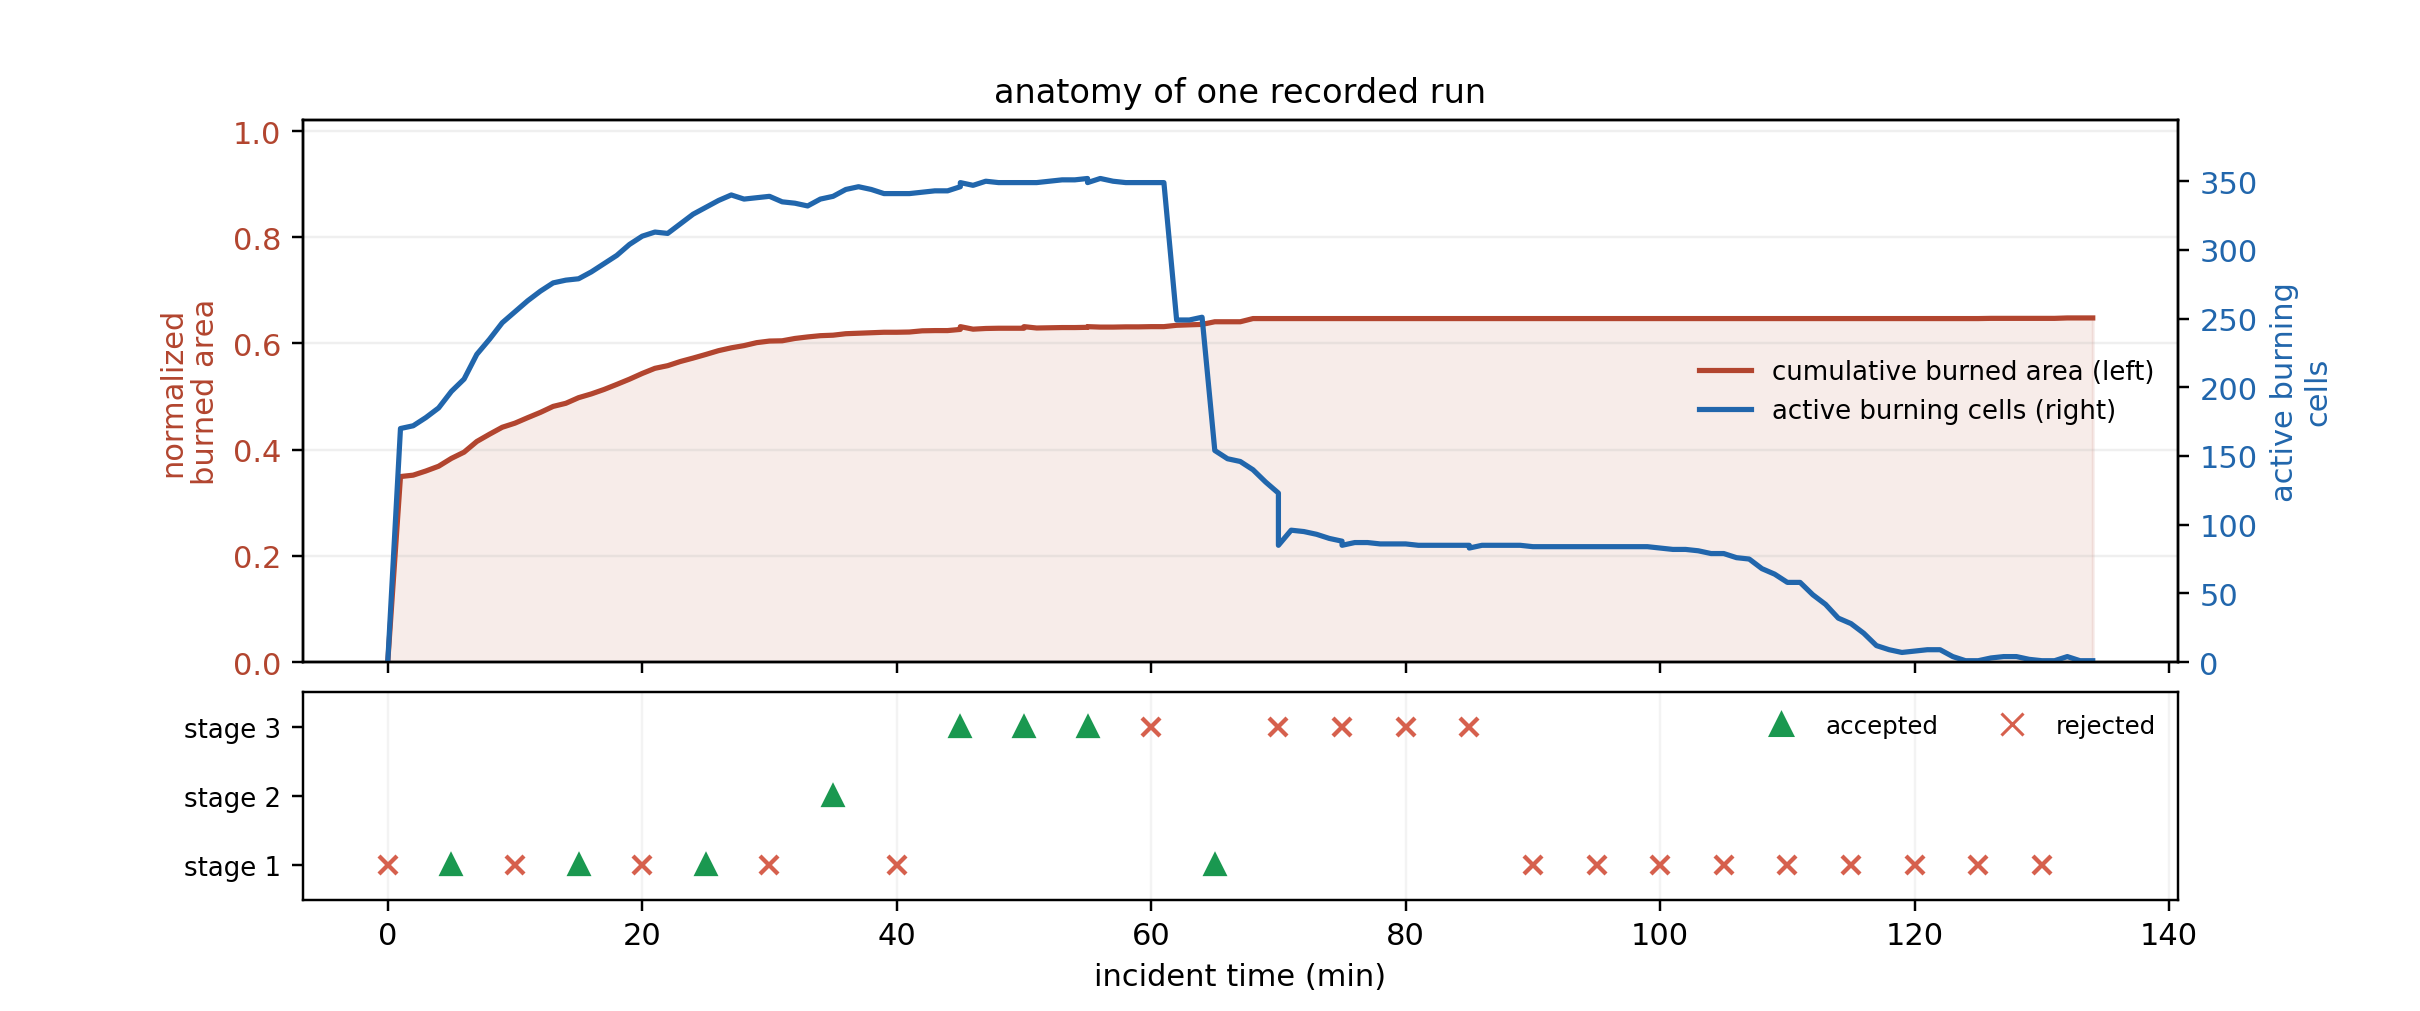 anatomy of one recorded run
1.0
0.8
0.6
0.4
0.2
0.0
normalized
burned area
350
300
250
200
150
100
50
0
active burning
cells
cumulative burned area (left)
active burning cells (right)
stage 3
stage 2
stage 1
accepted
rejected
0 20 40 60 80 100 120 140
incident time (min)